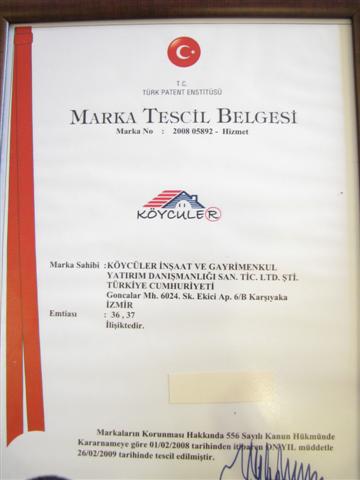 T.C.
TÜRK PATENT ENSTİTÜSÜ
MARKA TESCİL BELGESİ
Marka No : 2008 05892 - Hizmet
KÖYCÜLER
Marka Sahibi :KÖYCÜLER İNŞAAT VE GAYRİMENKUL
YATIRIM DANIŞMANLIĞI SAN. TİC. LTD. ŞTİ.
TÜRKİYE CUMHURİYETİ
Goncalar Mh. 6024. Sk. Ekici Ap. 6/B Karşıyaka
İZMİR
Emtiası : 36 , 37
İlişiktedir.
Markaların Korunması Hakkında 556 Sayılı Kanun Hükmünde
Kararnameye göre 01/02/2008 tarihinden itibaren ONYIL müddetle
26/02/2009 tarihinde tescil edilmiştir.